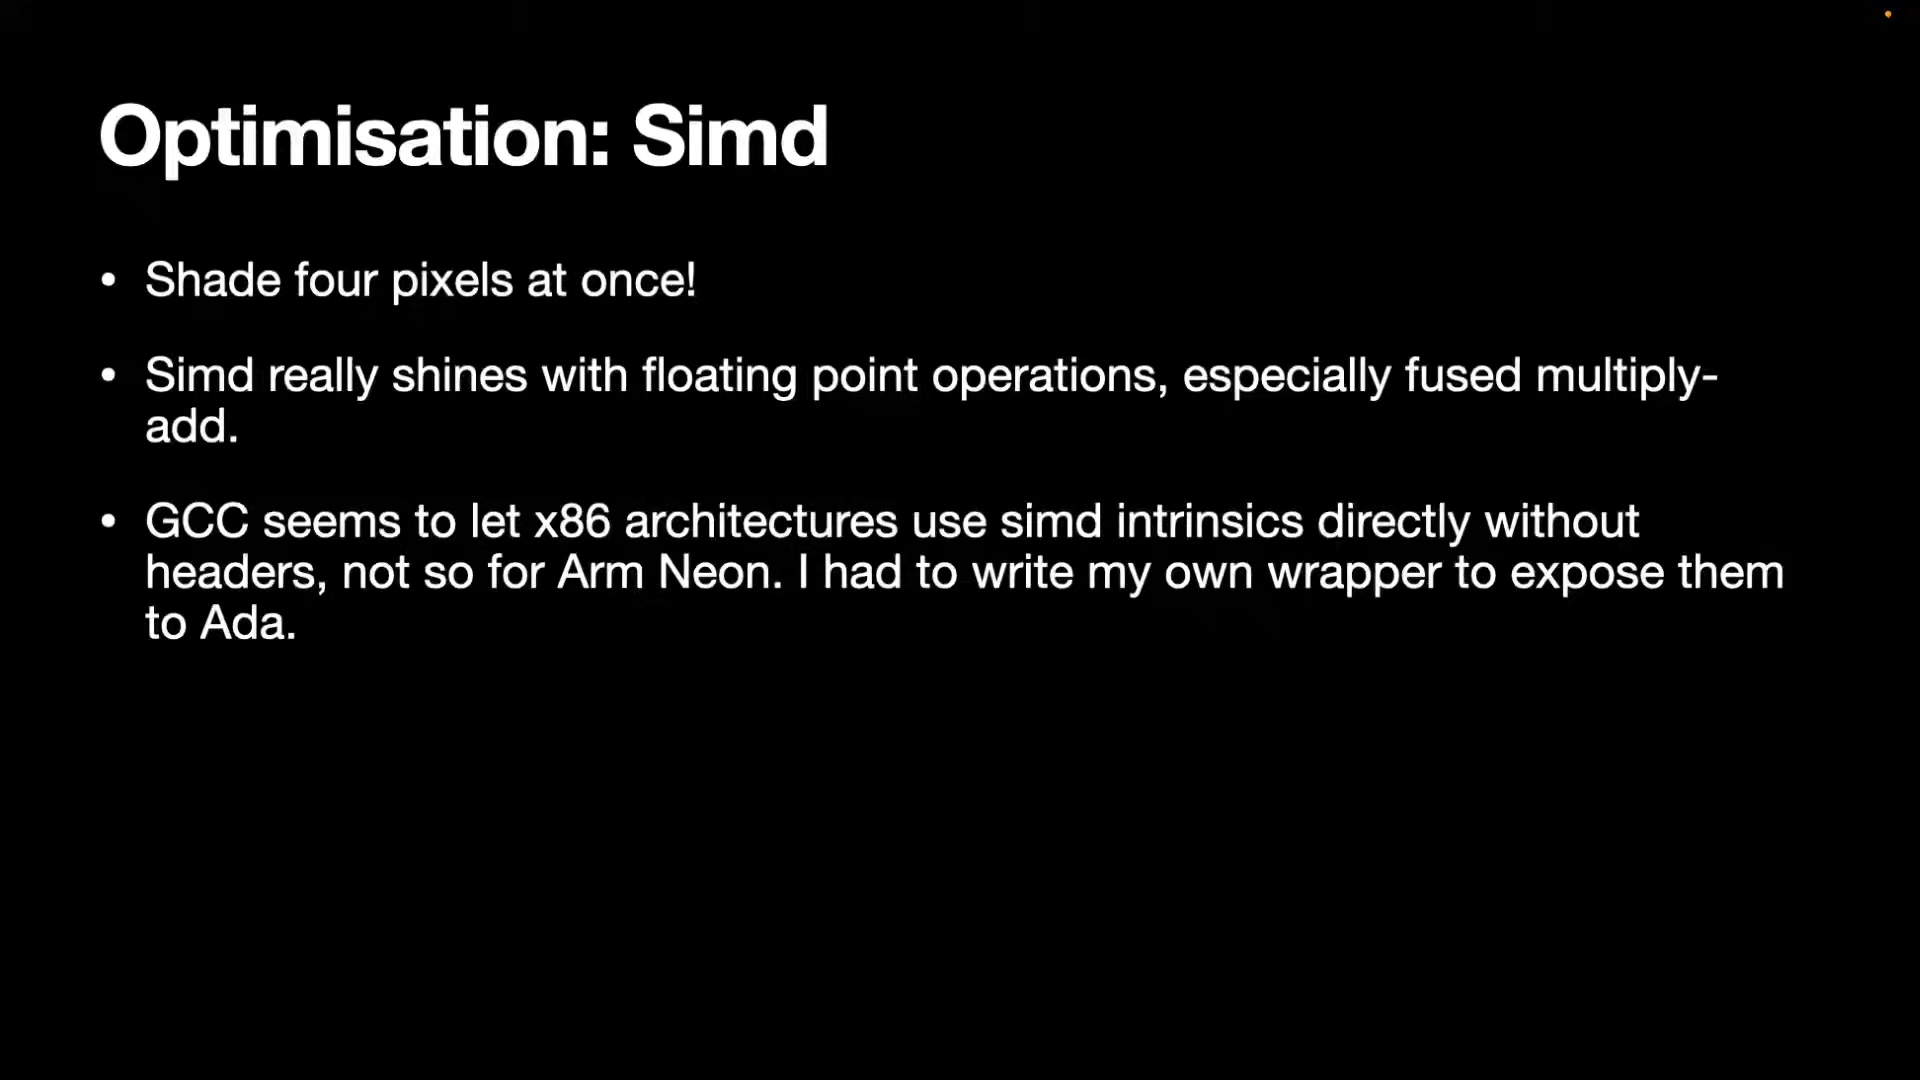 Optimisation: Simd
• Shade four pixels at once!
• Simd really shines with floating point operations, especially fused multiply-
add.
• GCC seems to let x86 architectures use simd intrinsics directly without
headers, not so for Arm Neon. I had to write my own wrapper to expose them
to Ada.